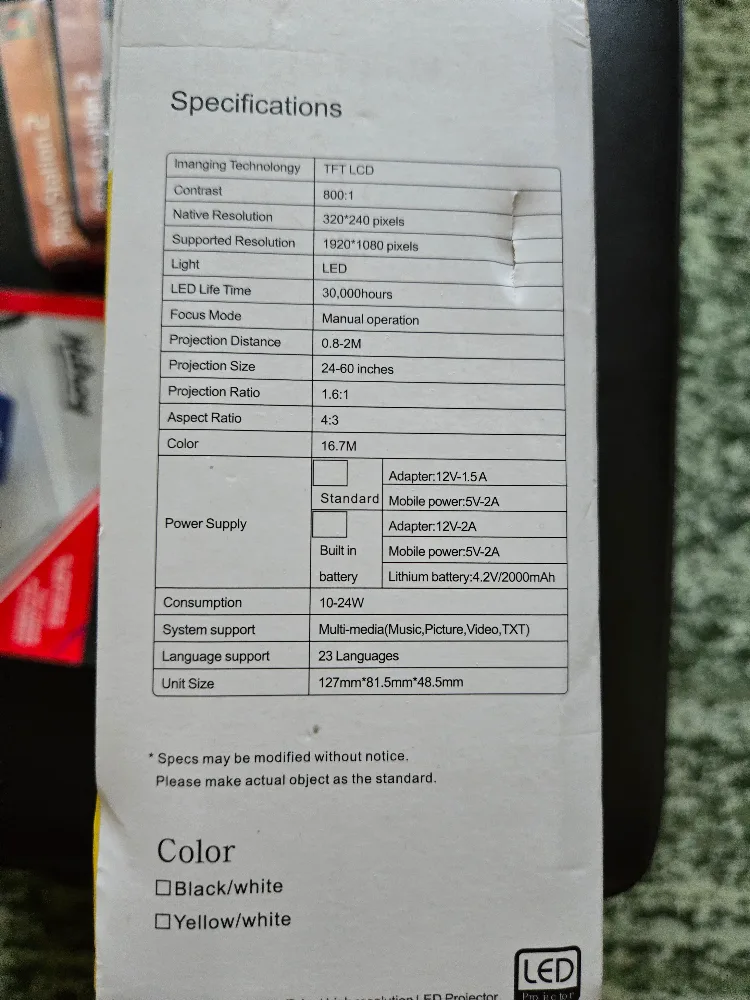 PlayStation 2
Specifications
Imanging Technolongy TFT LCD
Contrast 800:1
Native Resolution 320*240 pixels
Supported Resolution 1920*1080 pixels
Light LED
LED Life Time 30,000hours
Focus Mode Manual operation
Projection Distance 0.8-2M
Projection Size 24-60 inches
Projection Ratio 1.6:1
Aspect Ratio 4:3
Color 16.7M
Power Supply
Standard
Adapter:12V-1.5A
Mobile power:5V-2A
Built in
battery
Adapter:12V-2A
Mobile power:5V-2A
Lithium battery:4.2V/2000mAh
Consumption 10-24W
System support Multi-media(Music,Picture,Video,TXT)
Language support 23 Languages
Unit Size 127mm*81.5mm*48.5mm
* Specs may be modified without notice.
Please make actual object as the standard.
Color
Black/white
Yellow/white
LED
Projector
LED Projector